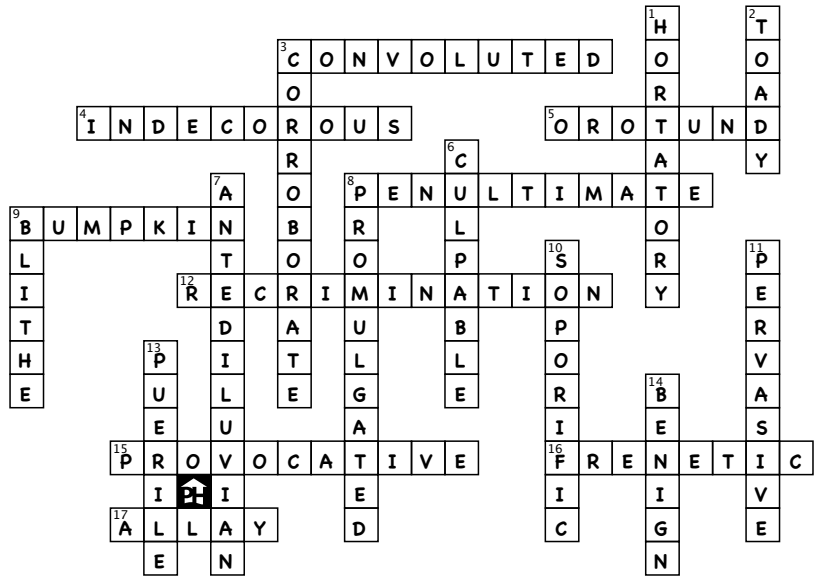 1 HORTATORY
2 TOADY
3 CONVOLUTED
3 CORROBORATE
4 INDECOROUS
5 OROTUND
6 CULPABLE
7 ANTEDILUVIAN
8 PENULTIMATE
8 PROMULGATED
9 BUMPKIN
9 BLITHE
10 SOPORIFIC
11 PERVASIVE
12 RECRIMINATION
13 PUERILE
14 BENIGN
15 PROVOCATIVE
16 FRENETIC
PH
17 ALLAY